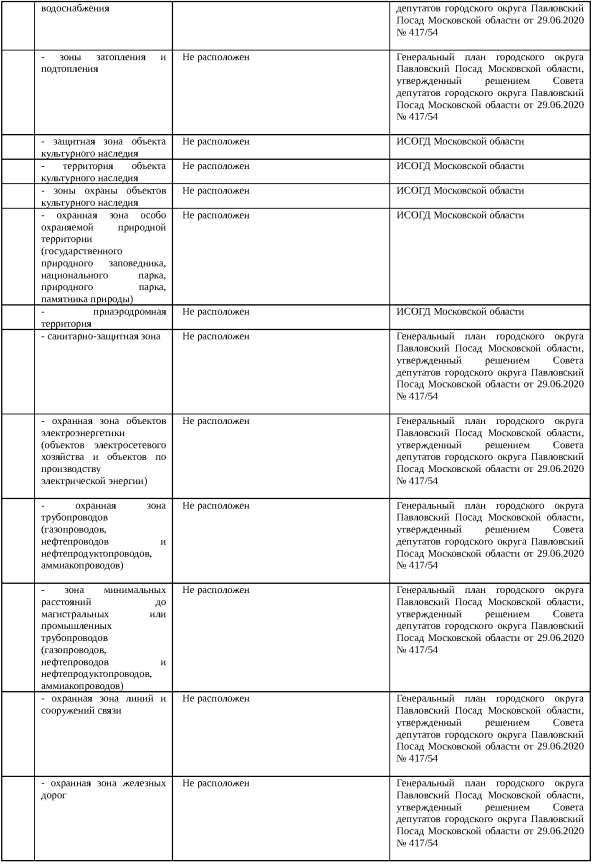 водоснабжения
депутатов городского округа Павловский
Посад Московской области от 29.06.2020
№ 417/54
- зоны затопления и
подтопления
Не расположен
Генеральный план городского округа
Павловский Посад Московской области,
утвержденный решением Совета
депутатов городского округа Павловский
Посад Московской области от 29.06.2020
№ 417/54
- защитная зона объекта
культурного наследия
Не расположен
ИСОГД Московской области
- территория объекта
культурного наследия
Не расположен
ИСОГД Московской области
- зоны охраны объектов
культурного наследия
Не расположен
ИСОГД Московской области
- охранная зона особо
охраняемой природной
территории
(государственного
природного заповедника,
национального парка,
природного парка,
памятника природы)
Не расположен
ИСОГД Московской области
- приаэродромная
территория
Не расположен
ИСОГД Московской области
- санитарно-защитная зона
Не расположен
Генеральный план городского округа
Павловский Посад Московской области,
утвержденный решением Совета
депутатов городского округа Павловский
Посад Московской области от 29.06.2020
№ 417/54
- охранная зона объектов
электроэнергетики
(объектов электросетевого
хозяйства и объектов по
производству
электрической энергии)
Не расположен
Генеральный план городского округа
Павловский Посад Московской области,
утвержденный решением Совета
депутатов городского округа Павловский
Посад Московской области от 29.06.2020
№ 417/54
- охранная зона
трубопроводов
(газопроводов,
нефтепроводов и
нефтепродуктопроводов,
аммиакопроводов)
Не расположен
Генеральный план городского округа
Павловский Посад Московской области,
утвержденный решением Совета
депутатов городского округа Павловский
Посад Московской области от 29.06.2020
№ 417/54
- зона минимальных
расстояний до
магистральных или
промышленных
трубопроводов
(газопроводов,
нефтепроводов и
нефтепродуктопроводов,
аммиакопроводов)
Не расположен
Генеральный план городского округа
Павловский Посад Московской области,
утвержденный решением Совета
депутатов городского округа Павловский
Посад Московской области от 29.06.2020
№ 417/54
- охранная зона линий и
сооружений связи
Не расположен
Генеральный план городского округа
Павловский Посад Московской области,
утвержденный решением Совета
депутатов городского округа Павловский
Посад Московской области от 29.06.2020
№ 417/54
- охранная зона железных
дорог
Не расположен
Генеральный план городского округа
Павловский Посад Московской области,
утвержденный решением Совета
депутатов городского округа Павловский
Посад Московской области от 29.06.2020
№ 417/54